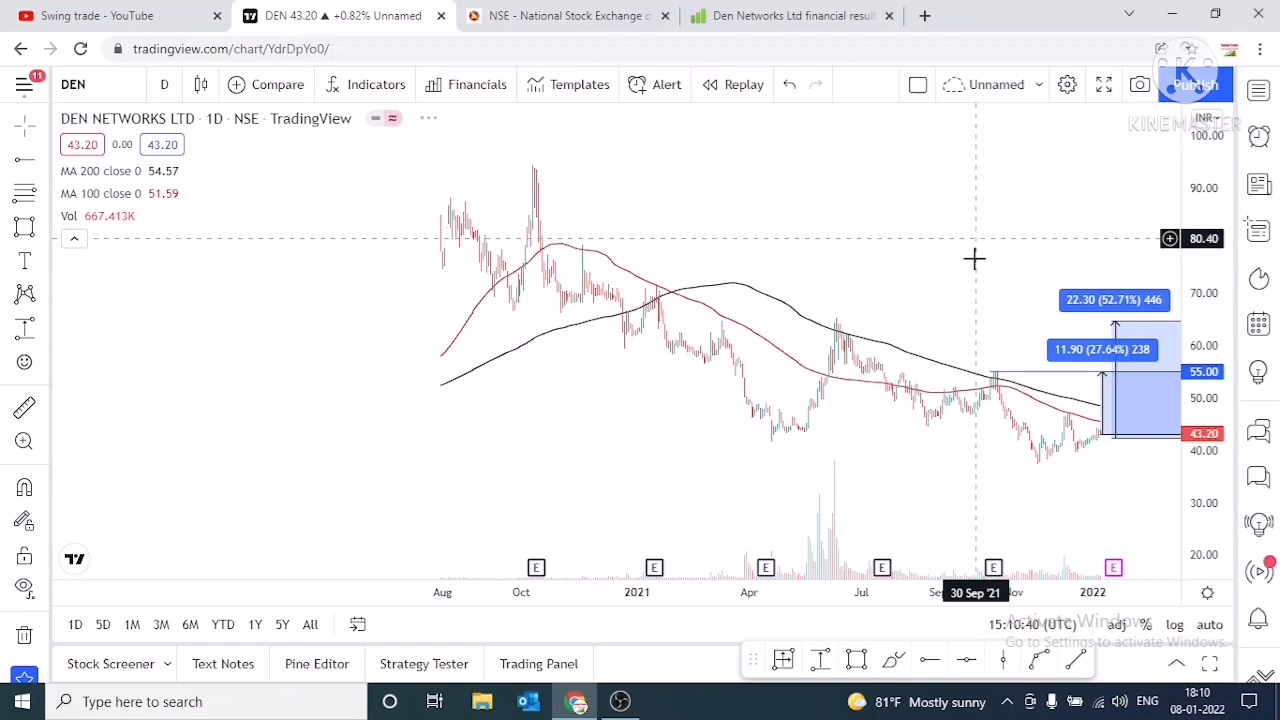 Swing trade - YouTube
DEN 43.20 ▲ +0.82% Unnamed
NSE - National Stock Exchange c
Den Networks Ltd financial result
tradingview.com/chart/YdrDpYo0/
11
DEN
D
Compare
Indicators
Financials
Templates
Alert
Replay
Unnamed
Publish
K
KINEMASTER
DEN NETWORKS LTD · 1D · NSE · TradingView
INR
43.20 0.00 43.20
MA 200 close 0 54.57
MA 100 close 0 51.59
Vol 667.413K
100.00
90.00
80.40
70.00
60.00
55.00
50.00
43.20
40.00
30.00
20.00
22.30 (52.71%) 446
11.90 (27.64%) 238
E E E E E E
Aug Oct 2021 Apr Jul Se 30 Sep '21 Nov 2022
1D 5D 1M 3M 6M YTD 1Y 5Y All
15:10:40 (UTC) adj % log auto
Activate Windows
Go to Settings to activate Windows.
Stock Screener
Text Notes
Pine Editor
Strategy Tester
Trading Panel
Type here to search
81°F Mostly sunny
ENG
18:10
08-01-2022